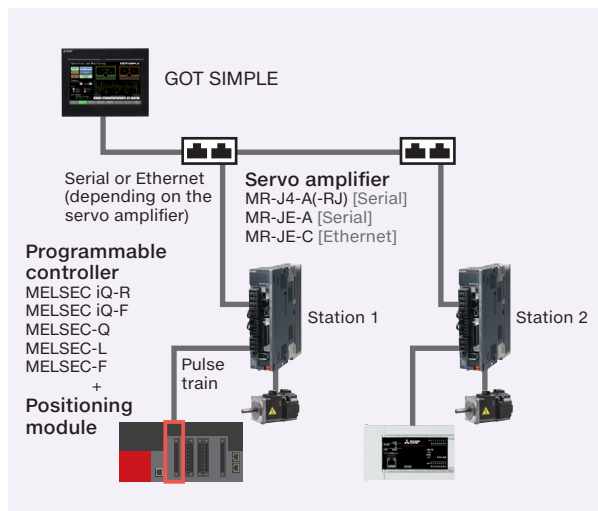 GOT SIMPLE
Serial or Ethernet
(depending on the
servo amplifier)
Servo amplifier
MR-J4-A(-RJ) [Serial]
MR-JE-A [Serial]
MR-JE-C [Ethernet]
Programmable
controller
MELSEC iQ-R
MELSEC iQ-F
MELSEC-Q
MELSEC-L
MELSEC-F
+
Positioning
module
Pulse
train
Station 1
Station 2